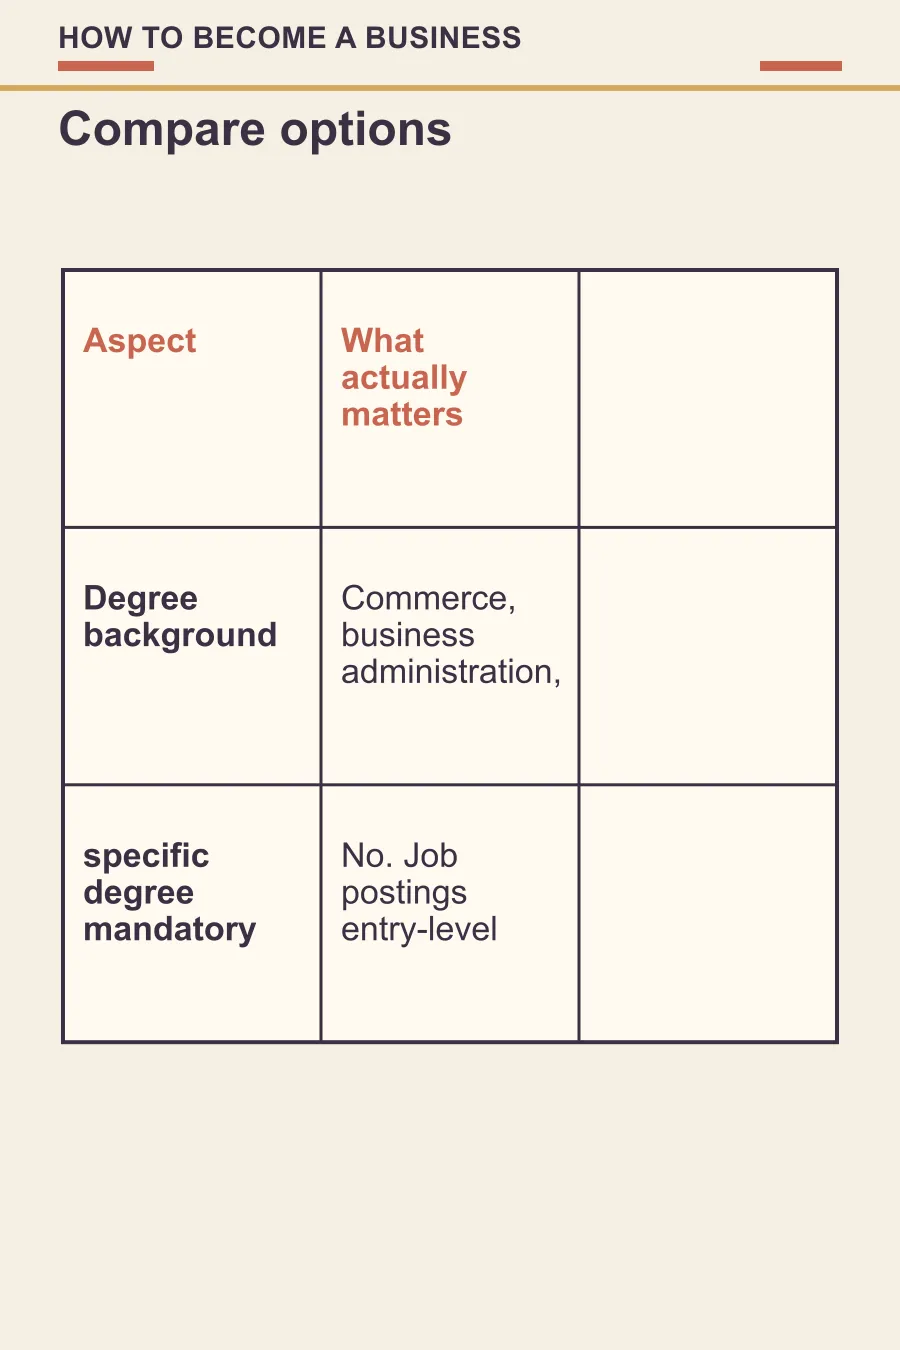 HOW TO BECOME A BUSINESS
Compare options
Aspect
What
actually
matters
Degree
background
Commerce,
business
administration,
specific
degree
mandatory
No. Job
postings
entry-level